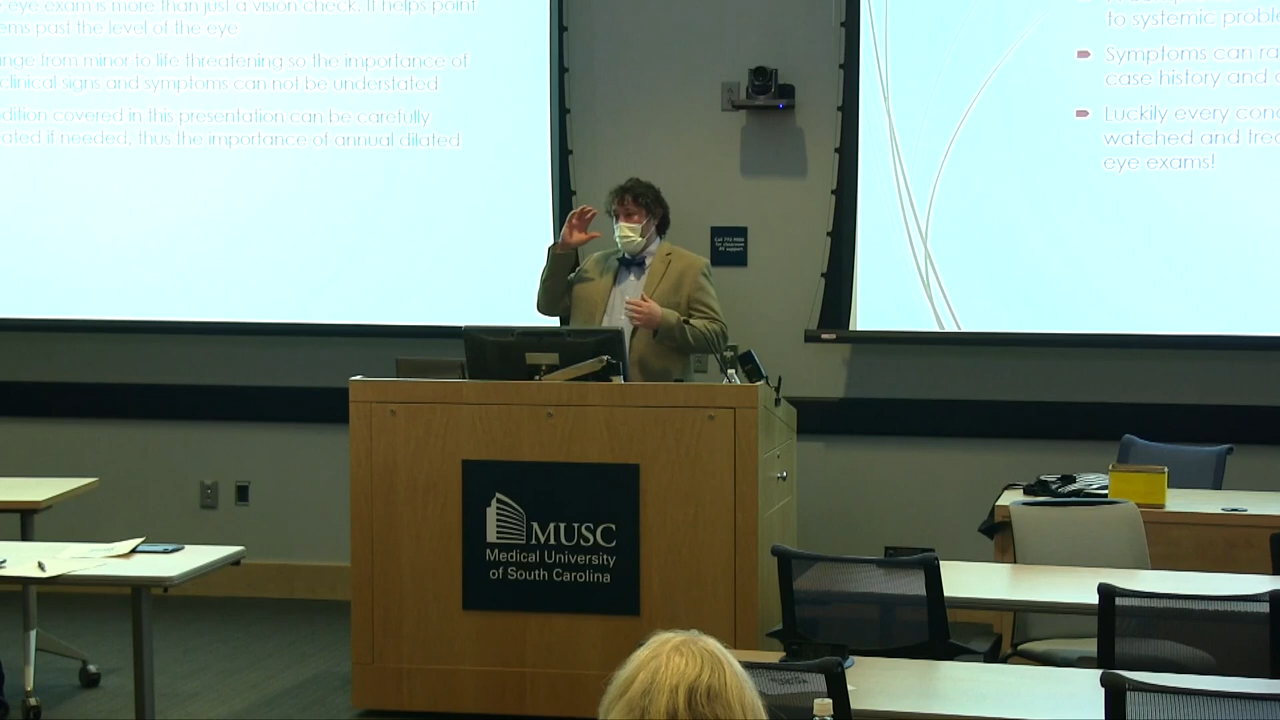 eye exam is more than just a vision check. It helps point
ems past the level of the eye
nge from minor to life threatening so the importance of
clinical signs and symptoms can not be understated
dition covered in this presentation can be carefully
ated if needed, thus the importance of annual dilated
to systemic proble
Symptoms can ra
case history and c
Luckily every conc
watched and trea
eye exams!
MUSC
Medical University
of South Carolina